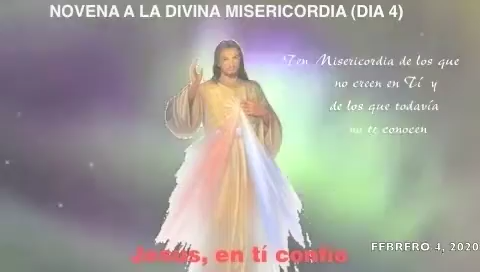 NOVENA A LA DIVINA MISERICORDIA (DIA 4)
Ten Misericordia de los que
no creen en Tí y
de los que todavía
no te conocen
Jesus, en tí confio
FEBRERO 4, 2020